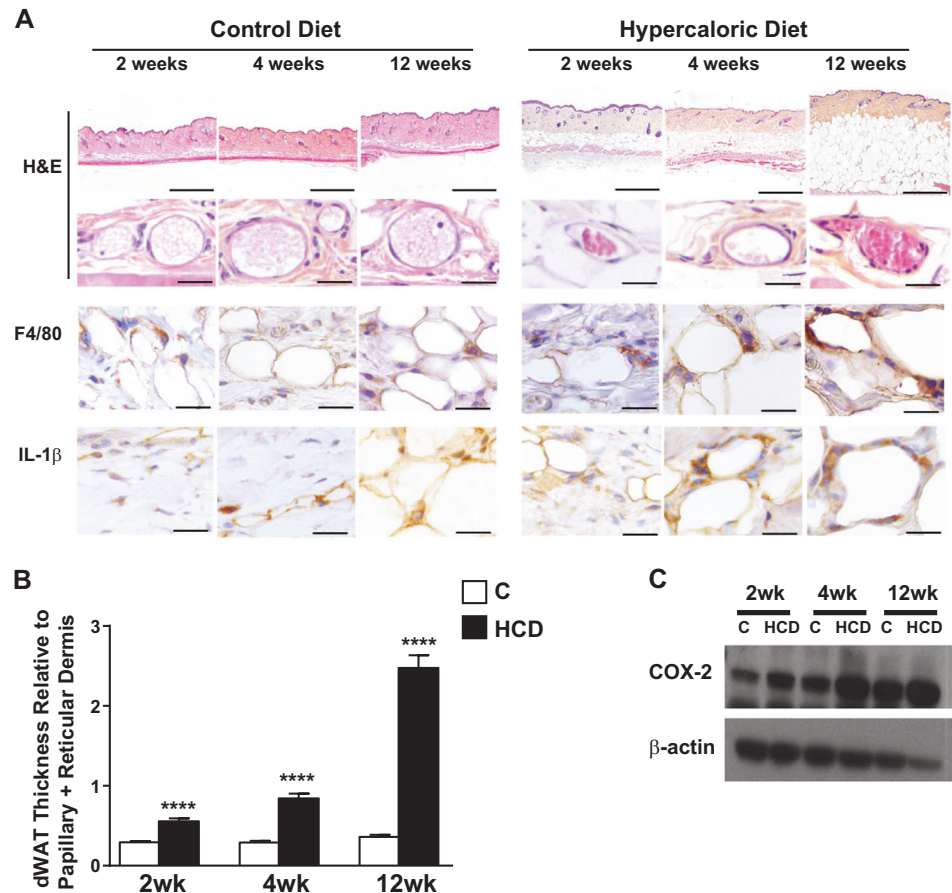 A
Control Diet
Hypercaloric Diet
2 weeks 4 weeks 12 weeks
2 weeks 4 weeks 12 weeks
H&E
F4/80
IL-1β
B
C
HCD
dWAT Thickness Relative to
Papillary + Reticular Dermis
3
2
1
0
****
****
****
2wk 4wk 12wk
C
2wk 4wk 12wk
C HCD C HCD C HCD
COX-2
β-actin